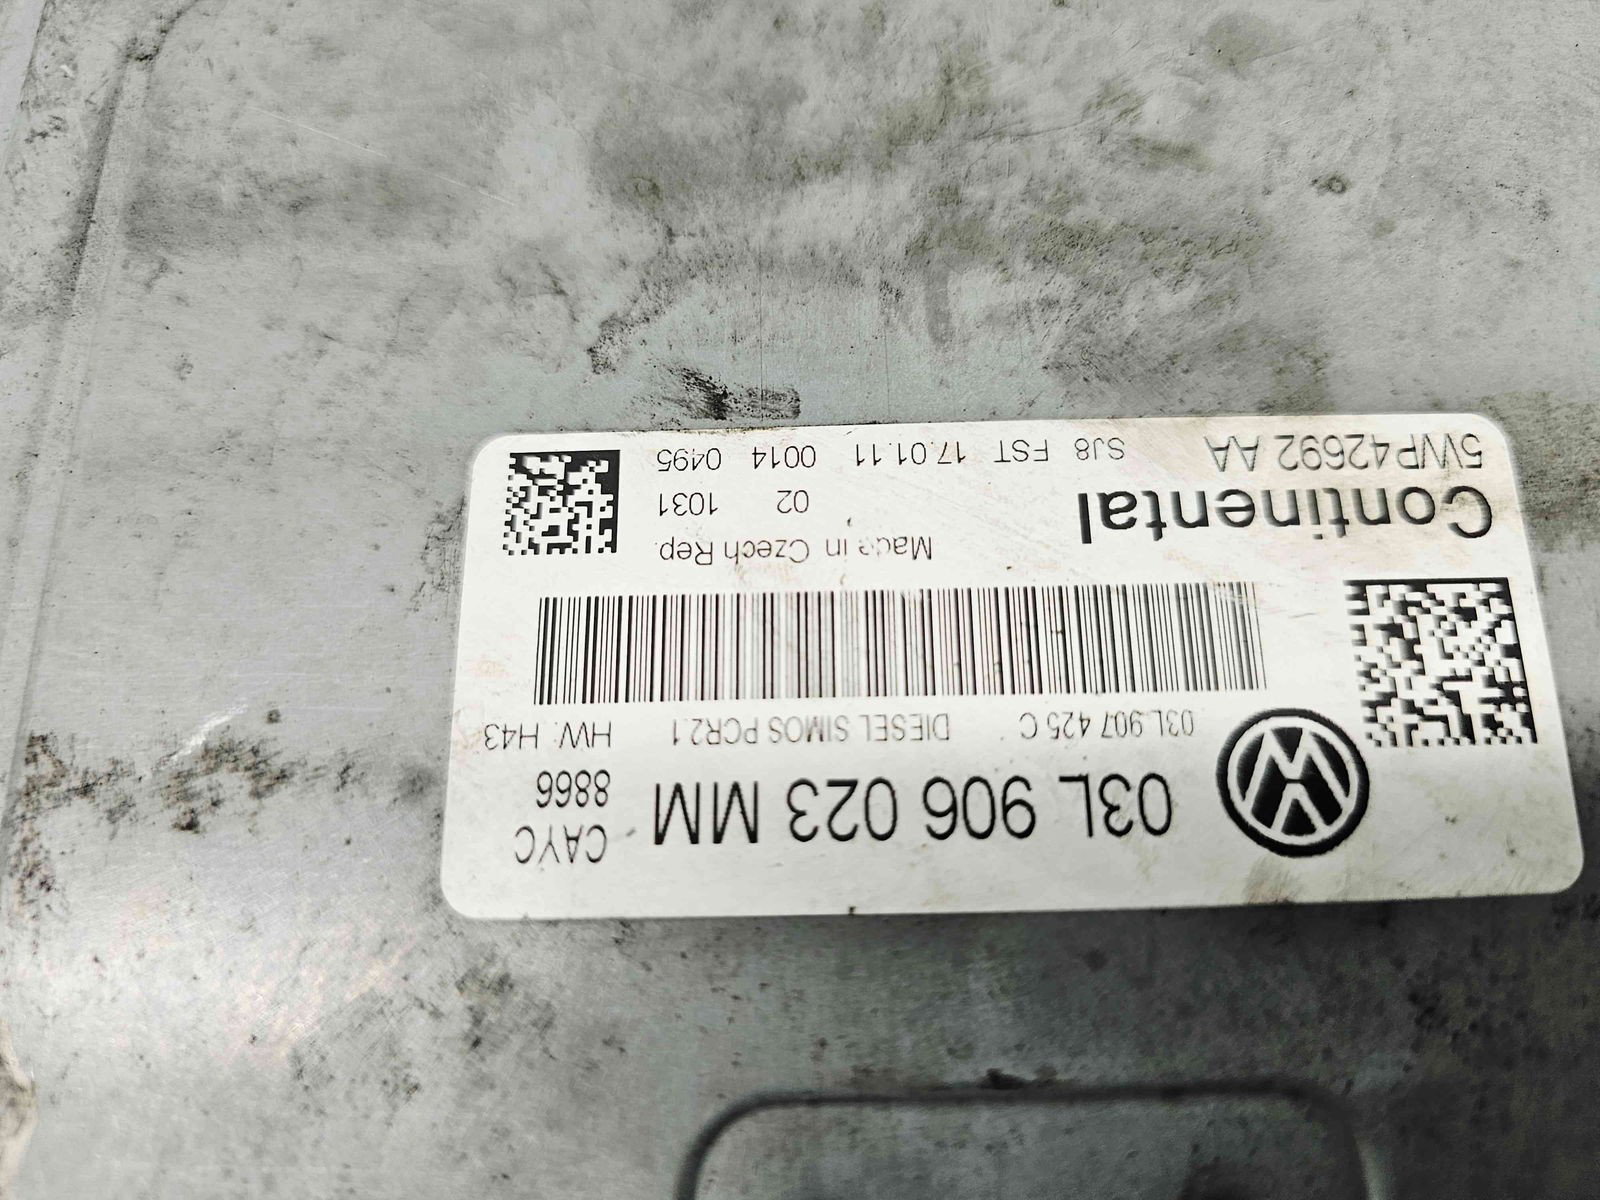 03L 906 023 MM
CAYC
8866
03L 907 425 C DIESEL SIMOS PCR2.1 HW: H43
Made in Czech Rep.
Continental
02 1031
5WP42692 AA SJ8 FST 17.01.11 0014 0495